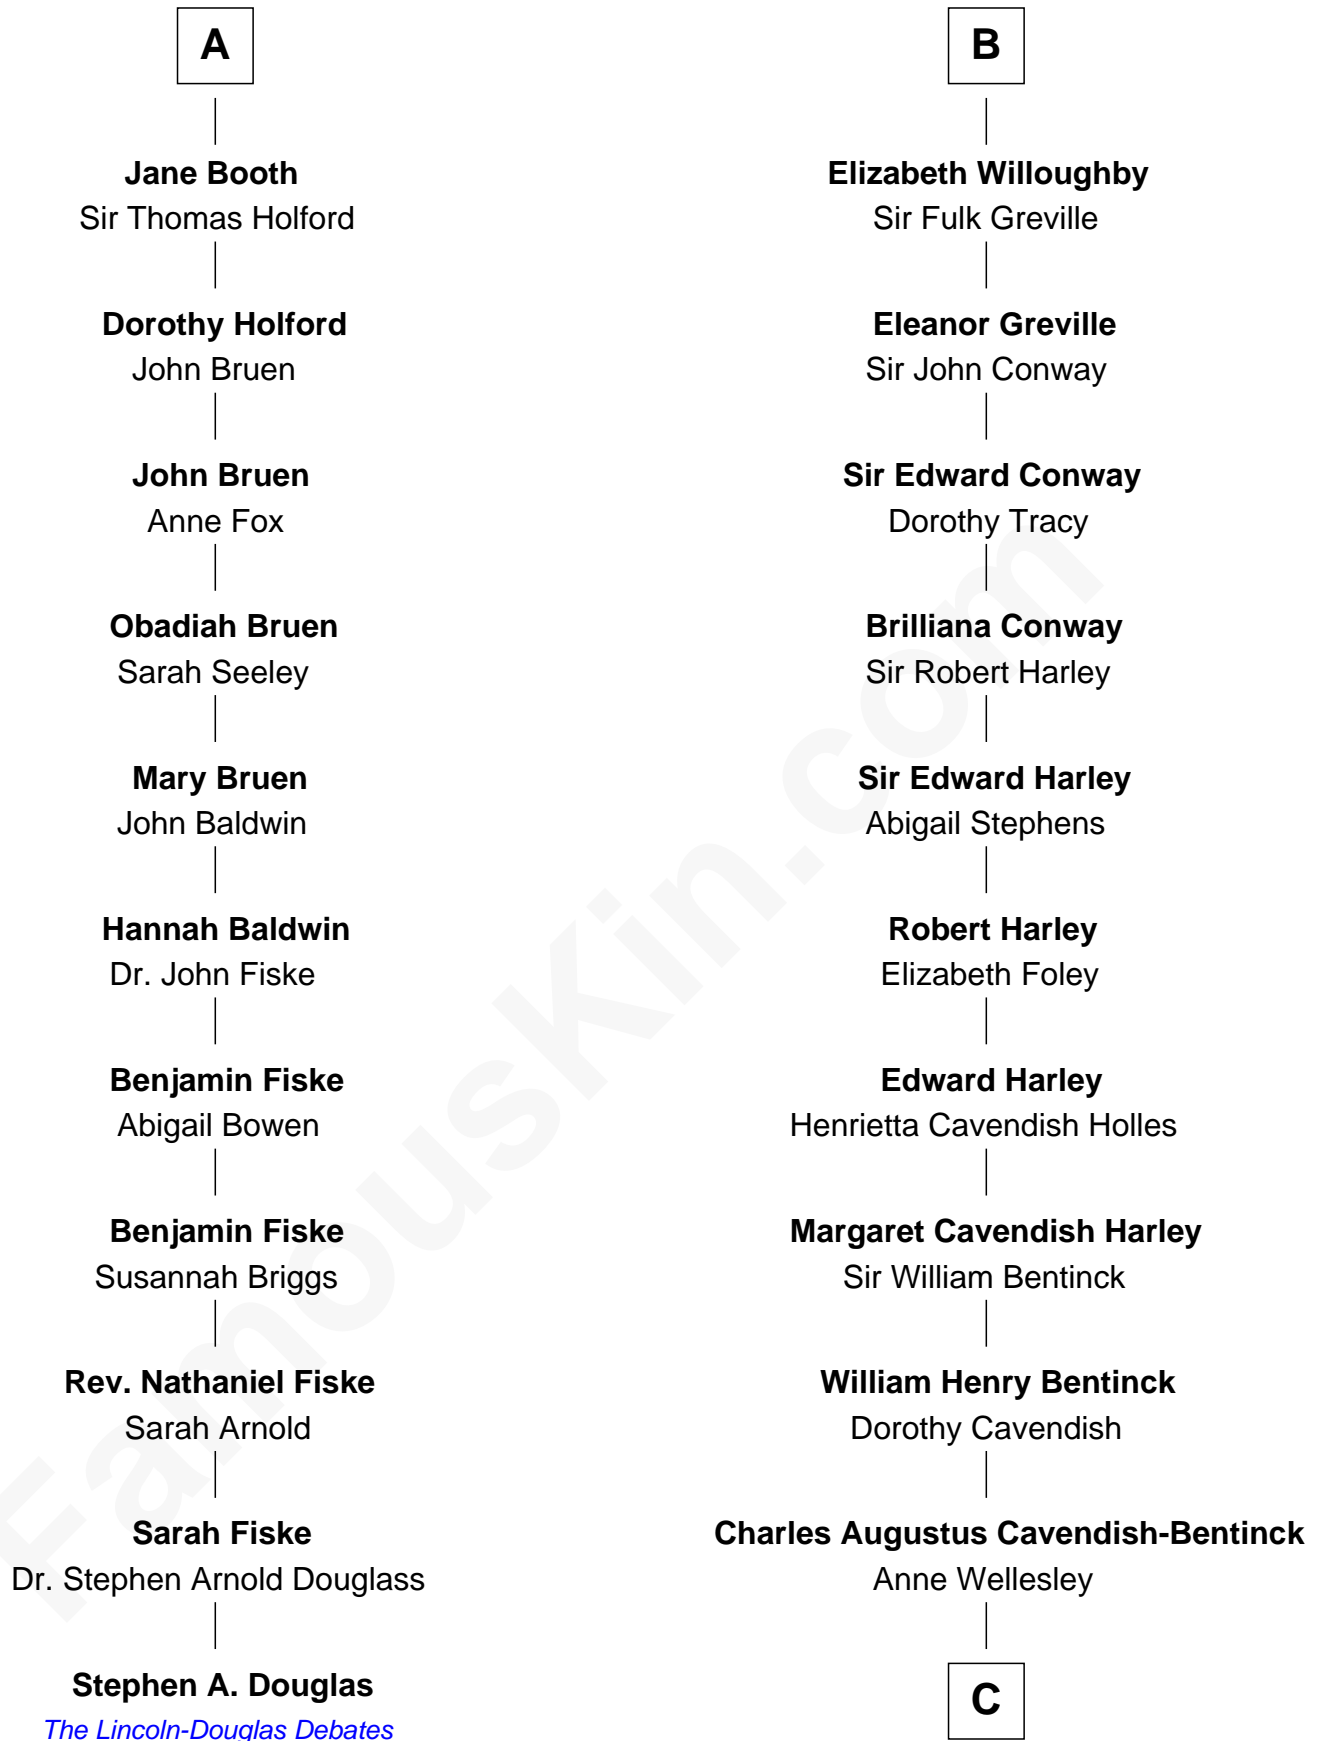 A
Jane Booth
Sir Thomas Holford
Dorothy Holford
John Bruen
John Bruen
Anne Fox
Obadiah Bruen
Sarah Seeley
Mary Bruen
John Baldwin
Hannah Baldwin
Dr. John Fiske
Benjamin Fiske
Abigail Bowen
Benjamin Fiske
Susannah Briggs
Rev. Nathaniel Fiske
Sarah Arnold
Sarah Fiske
Dr. Stephen Arnold Douglass
Stephen A. Douglas
The Lincoln-Douglas Debates
B
Elizabeth Willoughby
Sir Fulk Greville
Eleanor Greville
Sir John Conway
Sir Edward Conway
Dorothy Tracy
Brilliana Conway
Sir Robert Harley
Sir Edward Harley
Abigail Stephens
Robert Harley
Elizabeth Foley
Edward Harley
Henrietta Cavendish Holles
Margaret Cavendish Harley
Sir William Bentinck
William Henry Bentinck
Dorothy Cavendish
Charles Augustus Cavendish-Bentinck
Anne Wellesley
C
FamousKin.com